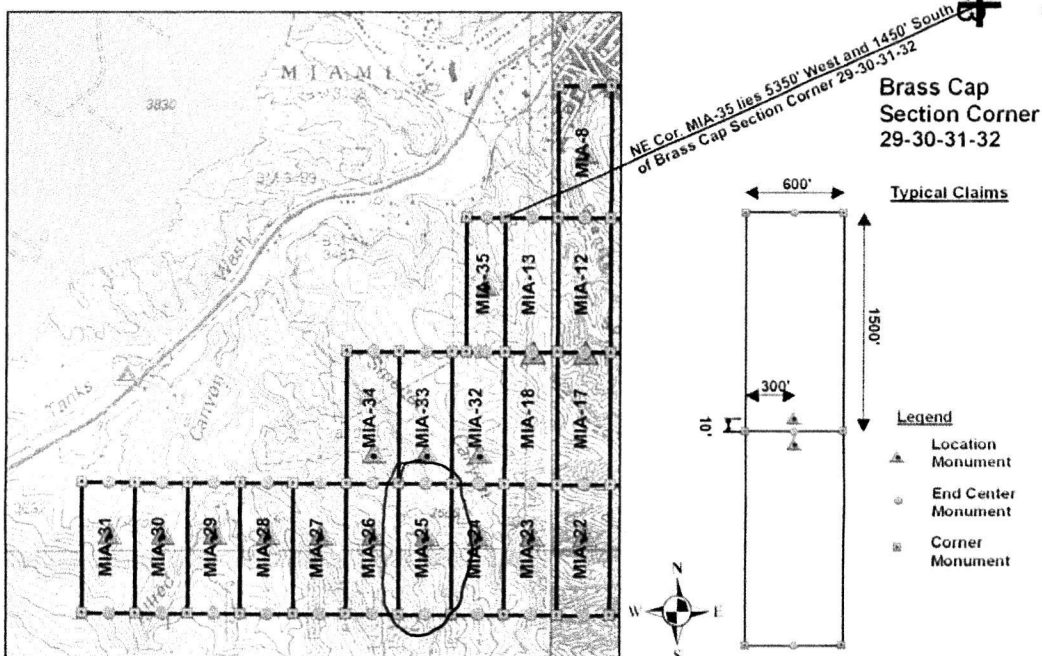 NE Cor. MIA-35 lies 5350' West and 1450' South
of Brass Cap Section Corner 29-30-31-32
Brass Cap
Section Corner
29-30-31-32
MIAMI
3830
Wash
Tanks
Canyon
MIA-8
MIA-35
MIA-13
MIA-12
MIA-34
MIA-33
MIA-32
MIA-18
MIA-17
MIA-31
MIA-30
MIA-29
MIA-28
MIA-27
MIA-26
MIA-25
MIA-24
MIA-23
MIA-22
600'
Typical Claims
1500'
300'
10'
Legend
Location
Monument
End Center
Monument
Corner
Monument
N
W
E
S